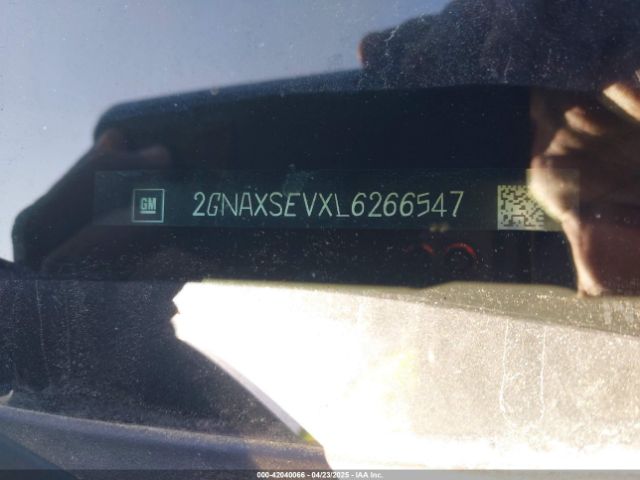 GM 2GNAXSEVXL6266547
000-42040066 - 04/23/2025 - IAA Inc.